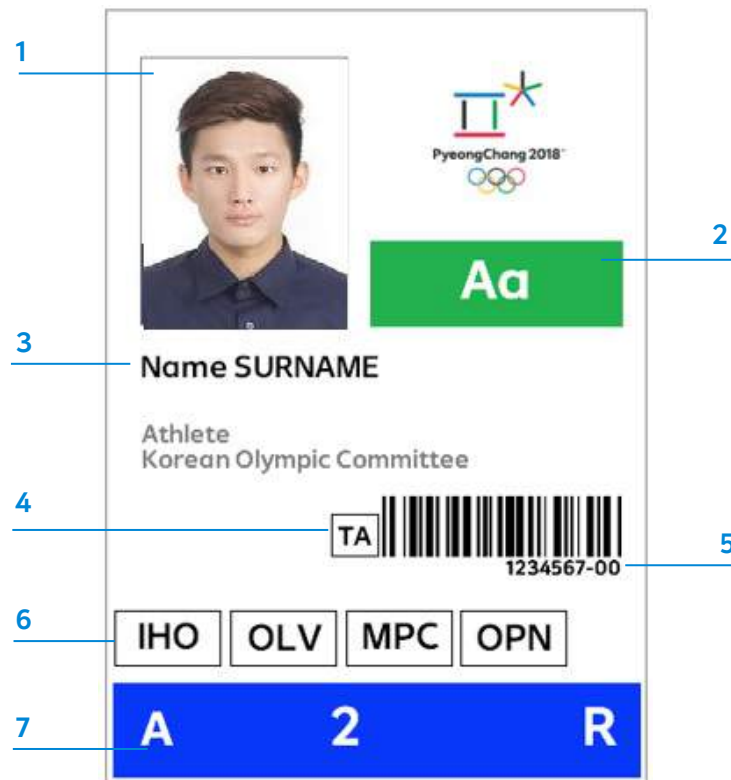 1
PyeongChang 2018™
2
Aa
3
Name SURNAME
Athlete
Korean Olympic Committee
4
TA
5
1234567-00
6
IHO OLV MPC OPN
7
A 2 R